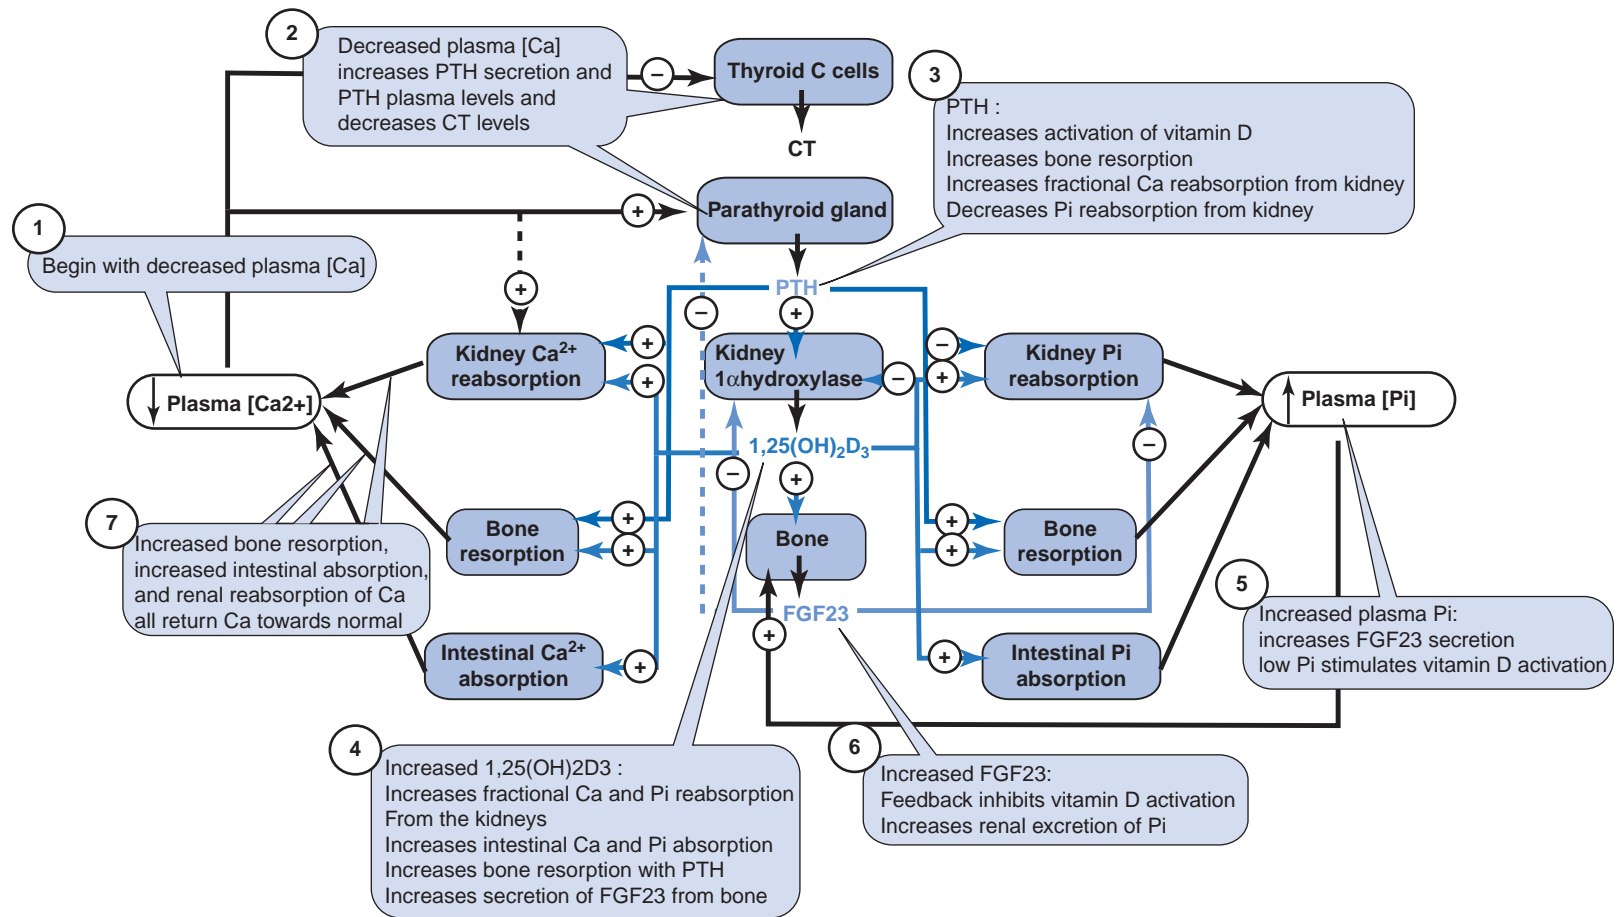 2
Decreased plasma [Ca]
increases PTH secretion and
PTH plasma levels and
decreases CT levels
−
Thyroid C cells
CT
3
PTH :
Increases activation of vitamin D
Increases bone resorption
Increases fractional Ca reabsorption from kidney
Decreases Pi reabsorption from kidney
1
Begin with decreased plasma [Ca]
+
Parathyroid gland
+
PTH
−
+
Kidney Ca²⁺
reabsorption
+
+
Kidney
1αhydroxylase
−
−
+
Kidney Pi
reabsorption
↓ Plasma [Ca2+]
↑ Plasma [Pi]
1,25(OH)₂D₃
−
+
−
7
Increased bone resorption,
increased intestinal absorption,
and renal reabsorption of Ca
all return Ca towards normal
Bone
resorption
+
+
Bone
+
+
Bone
resorption
FGF23
+
5
Increased plasma Pi:
increases FGF23 secretion
low Pi stimulates vitamin D activation
Intestinal Ca²⁺
absorption
+
+
Intestinal Pi
absorption
4
Increased 1,25(OH)2D3 :
Increases fractional Ca and Pi reabsorption
From the kidneys
Increases intestinal Ca and Pi absorption
Increases bone resorption with PTH
Increases secretion of FGF23 from bone
6
Increased FGF23:
Feedback inhibits vitamin D activation
Increases renal excretion of Pi